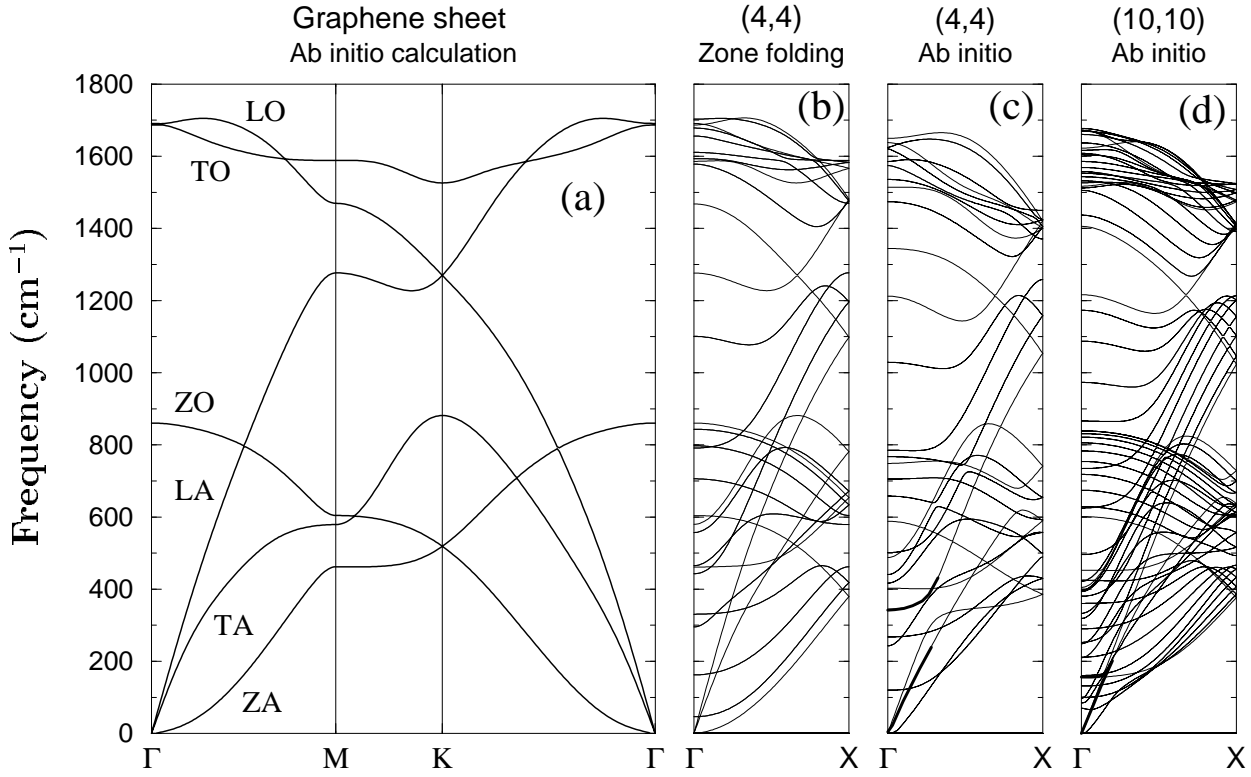 Graphene sheet
Ab initio calculation
(4,4)
Zone folding
(4,4)
Ab initio
(10,10)
Ab initio
Frequency (cm⁻¹)
1800
1600
1400
1200
1000
800
600
400
200
0
LO
TO
(a)
ZO
LA
TA
ZA
(b)
(c)
(d)
Γ M K Γ
Γ X
Γ X
Γ X